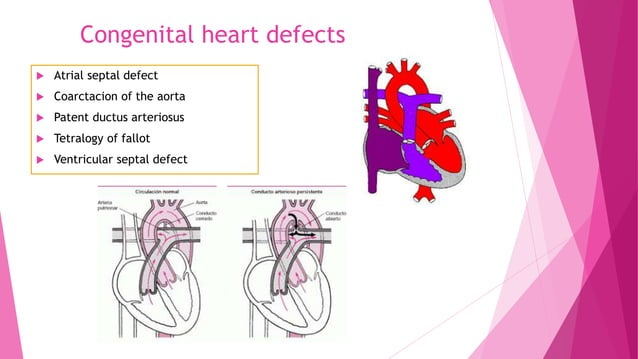 Congenital heart defects
Atrial septal defect
Coarctacion of the aorta
Patent ductus arteriosus
Tetralogy of fallot
Ventricular septal defect
Circulación normal
Arteria
pulmonar
Aorta
Conducto
cerrado
Conducto arterioso persistente
Conducto
abierto